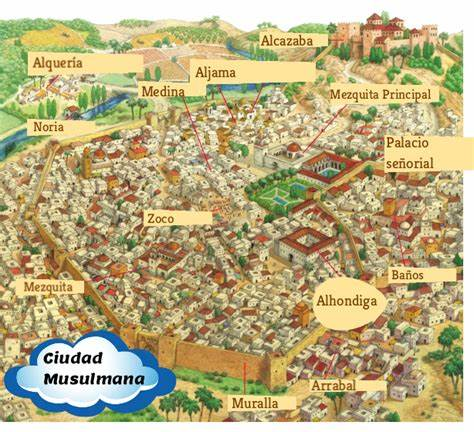 Alcazaba
Alquería
Aljama
Medina
Mezquita Principal
Noria
Palacio
señorial
Zoco
Baños
Mezquita
Alhondiga
Ciudad
Musulmana
Arrabal
Muralla